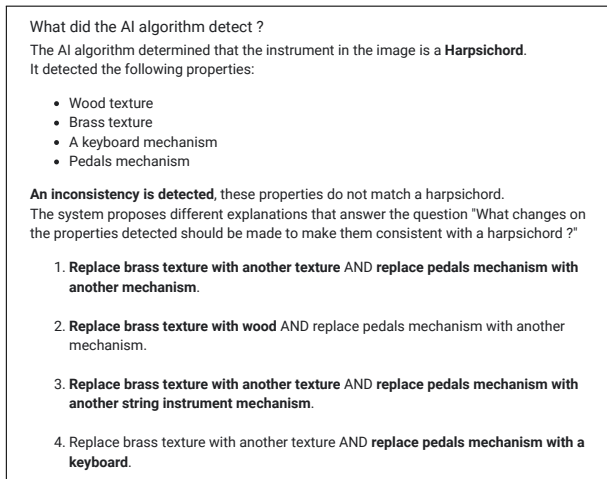 What did the AI algorithm detect ?
The AI algorithm determined that the instrument in the image is a Harpsichord.
It detected the following properties:
• Wood texture
• Brass texture
• A keyboard mechanism
• Pedals mechanism
An inconsistency is detected, these properties do not match a harpsichord.
The system proposes different explanations that answer the question "What changes on
the properties detected should be made to make them consistent with a harpsichord ?"
1. Replace brass texture with another texture AND replace pedals mechanism with
another mechanism.
2. Replace brass texture with wood AND replace pedals mechanism with another
mechanism.
3. Replace brass texture with another texture AND replace pedals mechanism with
another string instrument mechanism.
4. Replace brass texture with another texture AND replace pedals mechanism with a
keyboard.